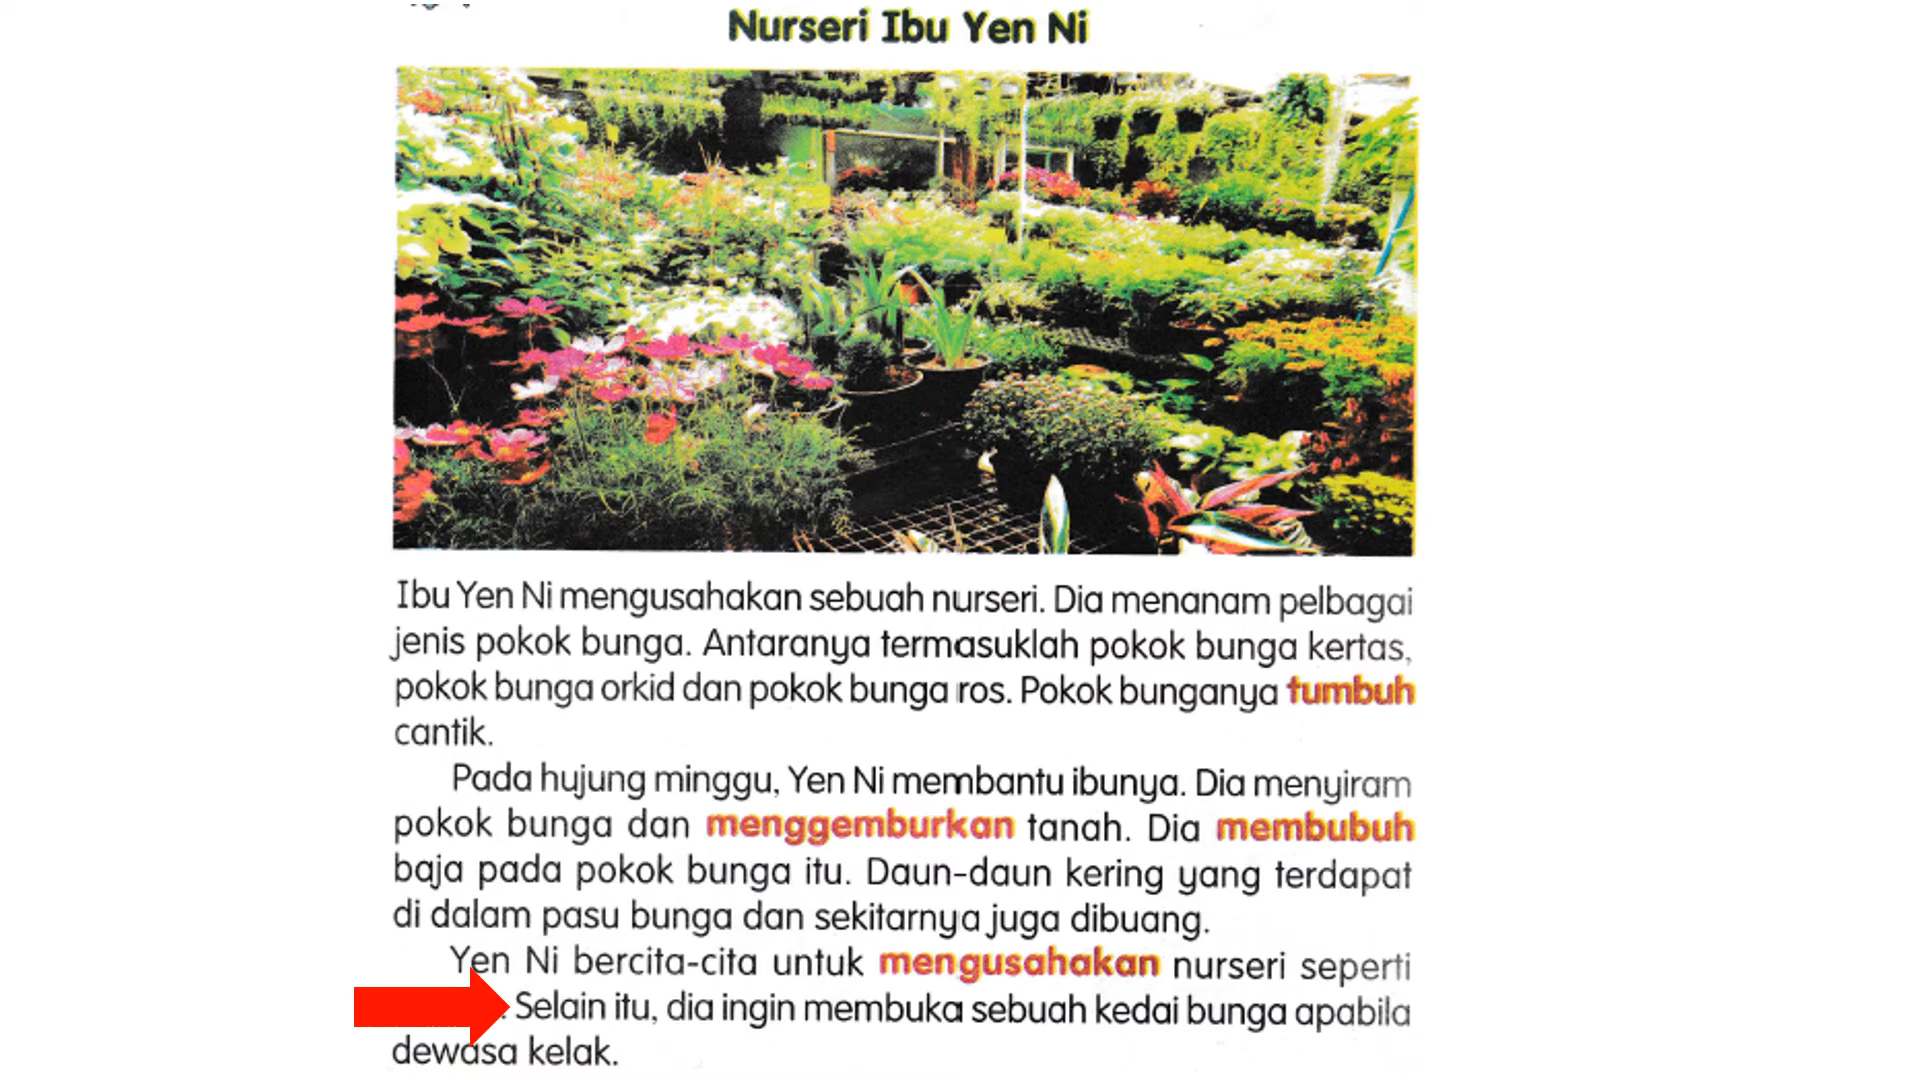 Nurseri Ibu Yen Ni
Ibu Yen Ni mengusahakan sebuah nurseri. Dia menanam pelbagai
jenis pokok bunga. Antaranya termasuklah pokok bunga kertas,
pokok bunga orkid dan pokok bunga ros. Pokok bunganya tumbuh
cantik.
Pada hujung minggu, Yen Ni membantu ibunya. Dia menyiram
pokok bunga dan menggemburkan tanah. Dia membubuh
baja pada pokok bunga itu. Daun-daun kering yang terdapat
di dalam pasu bunga dan sekitarnya juga dibuang.
Yen Ni bercita-cita untuk mengusahakan nurseri seperti
. Selain itu, dia ingin membuka sebuah kedai bunga apabila
dewasa kelak.